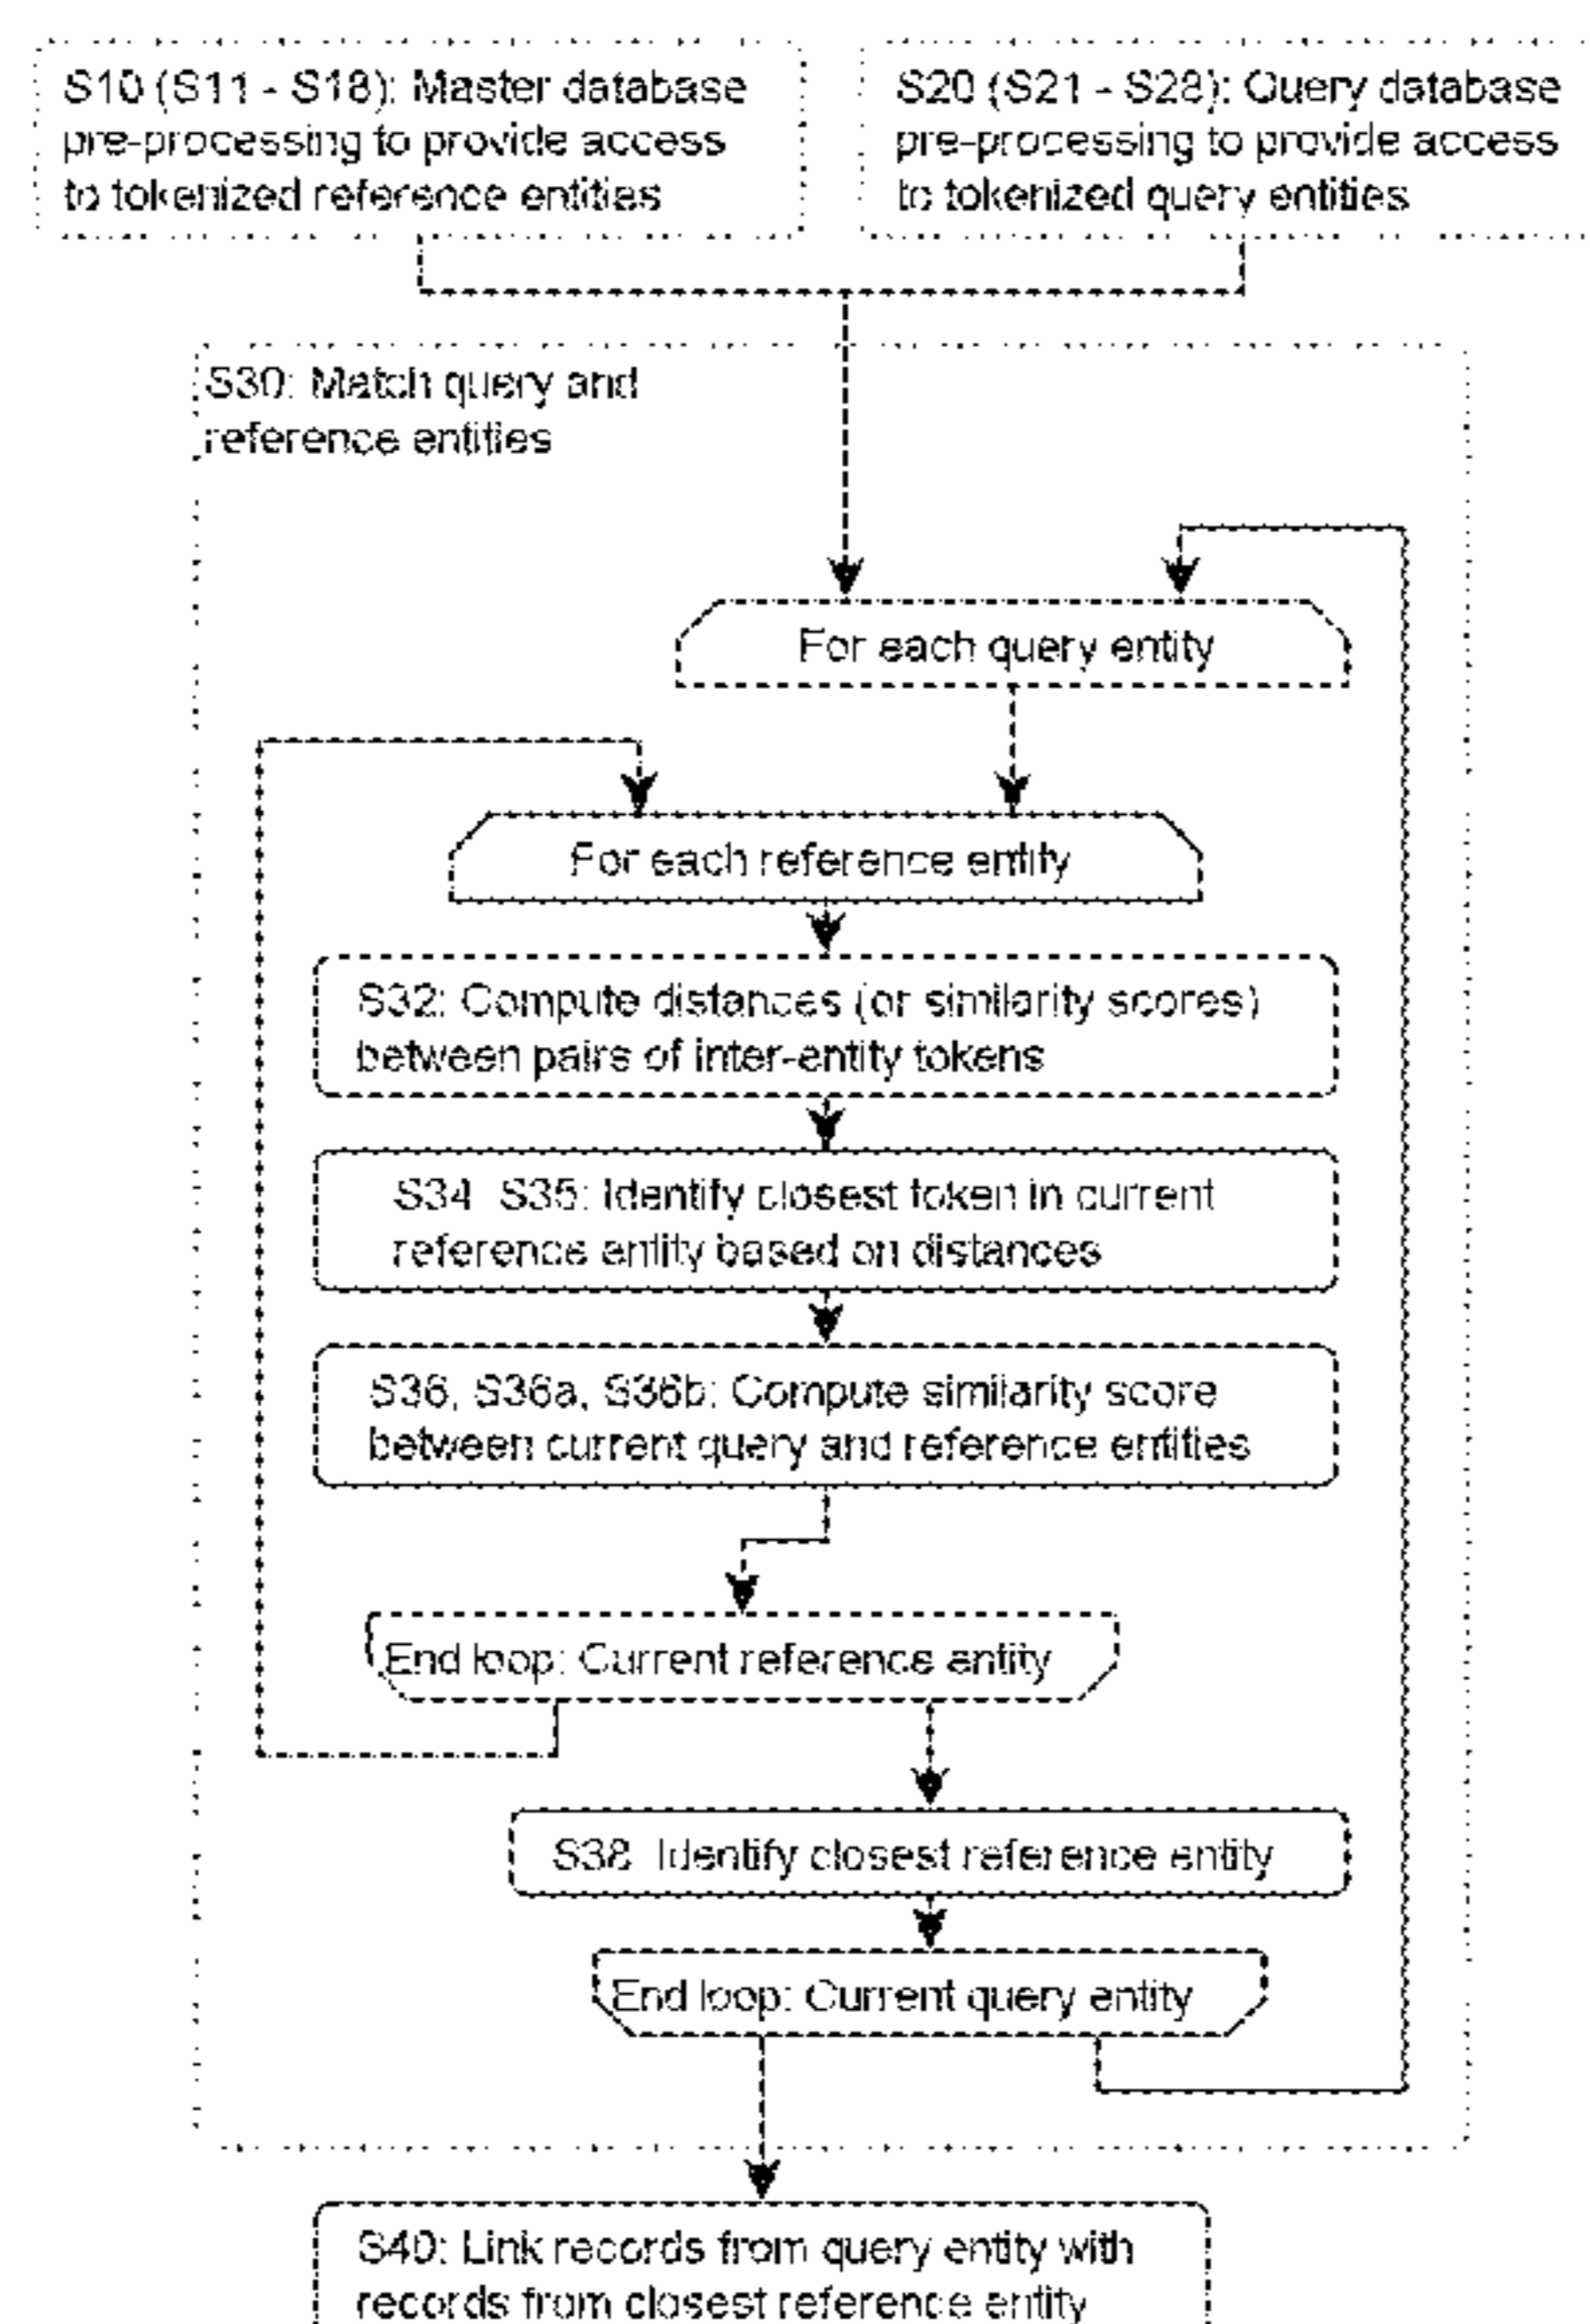 S10 (S11 - S18): Master database
pre-processing to provide access
to tokenized reference entities
S20 (S21 - S28): Query database
pre-processing to provide access
to tokenized query entities
S30: Match query and
reference entities
For each query entity
For each reference entity
S32: Compute distances (or similarity scores)
between pairs of inter-entity tokens
S34 S35: Identify closest token in current
reference entity based on distances
S36, S36a, S36b: Compute similarity score
between current query and reference entities
End loop: Current reference entity
S38 Identify closest reference entity
End loop: Current query entity
S40: Link records from query entity with
records from closest reference entity